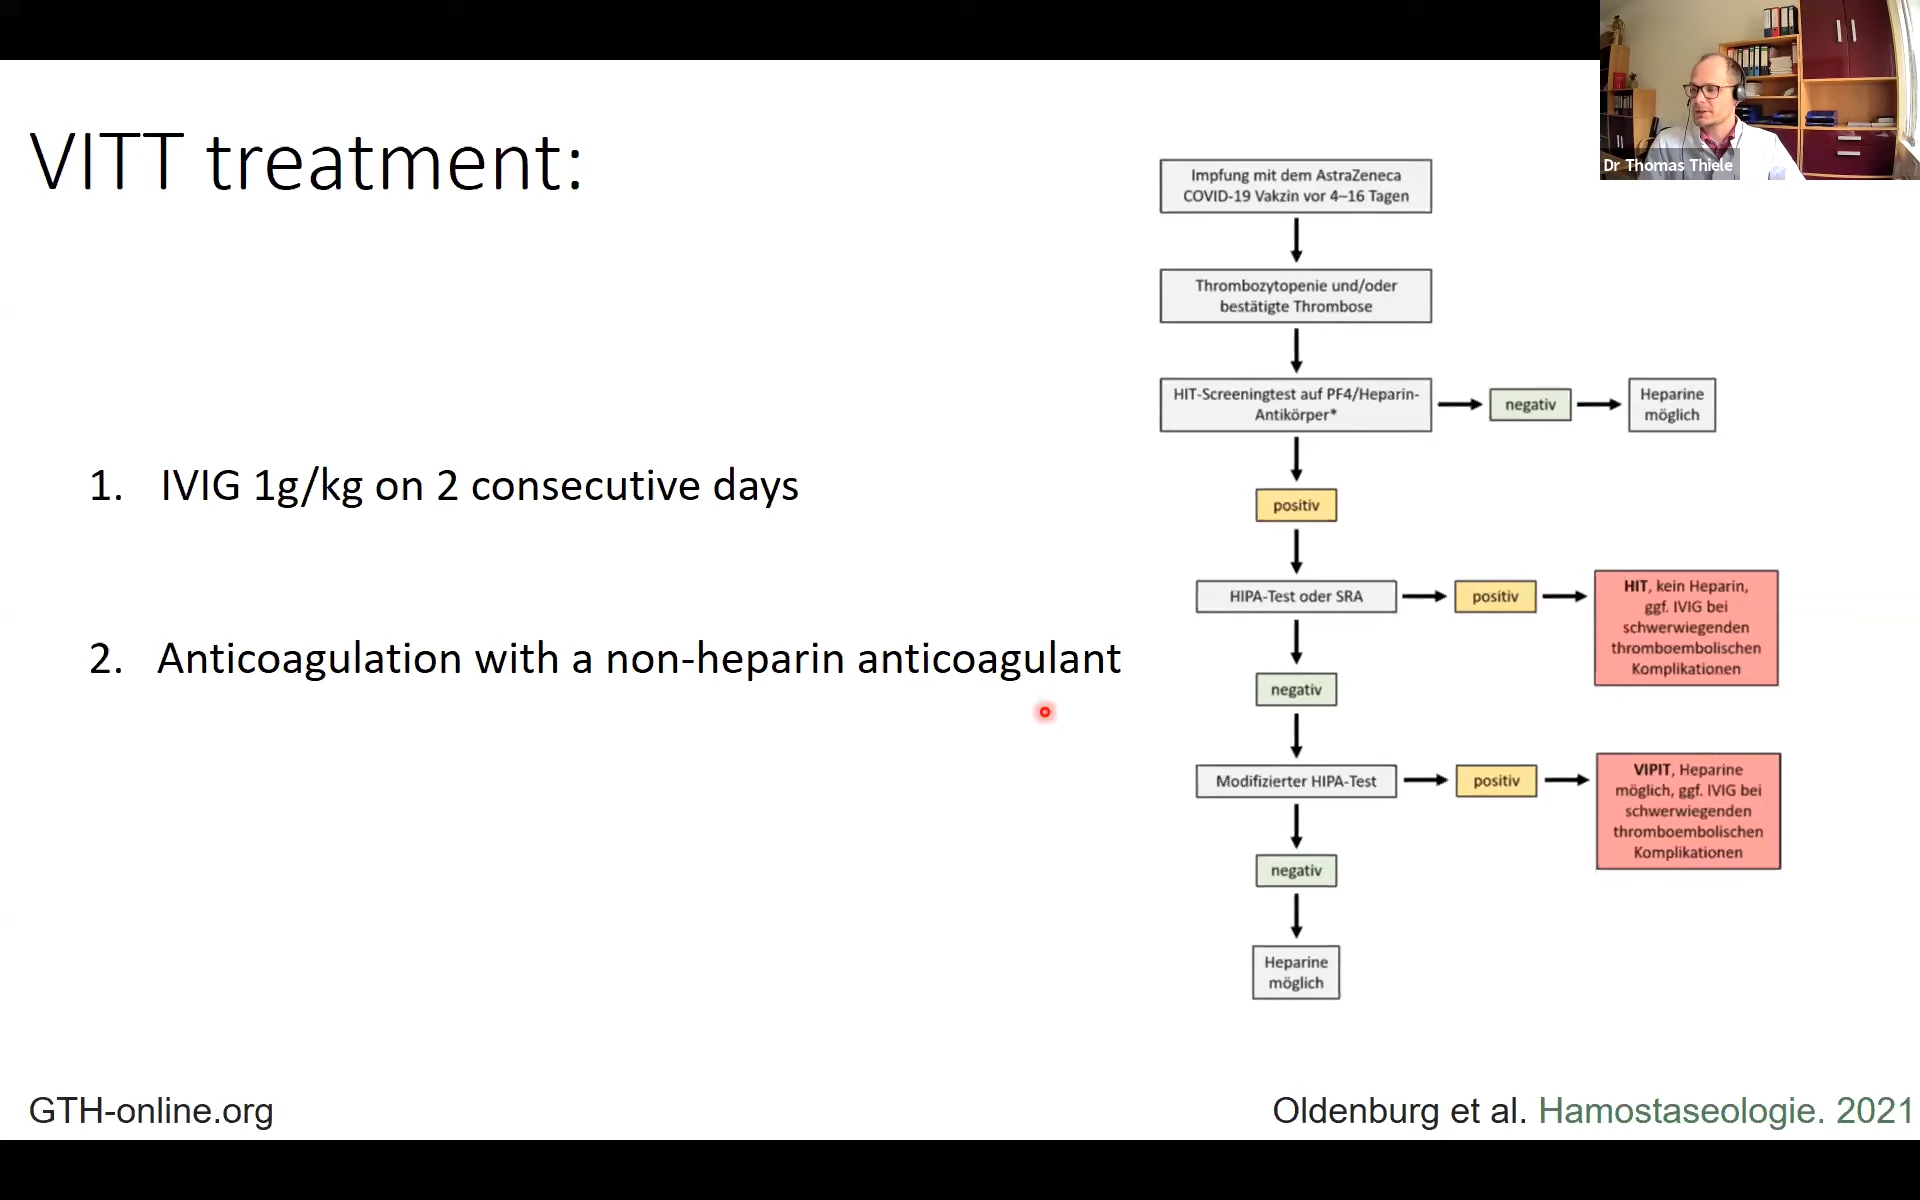 Dr Thomas Thiele
VITT treatment:
1. IVIG 1g/kg on 2 consecutive days
2. Anticoagulation with a non-heparin anticoagulant
Impfung mit dem AstraZeneca
COVID-19 Vakzin vor 4–16 Tagen
Thrombozytopenie und/oder
bestätigte Thrombose
HIT-Screeningtest auf PF4/Heparin-
Antikörper*
negativ
Heparine
möglich
positiv
HIPA-Test oder SRA
positiv
HIT, kein Heparin,
ggf. IVIG bei
schwerwiegenden
thromboembolischen
Komplikationen
negativ
Modifizierter HIPA-Test
positiv
VIPIT, Heparine
möglich, ggf. IVIG bei
schwerwiegenden
thromboembolischen
Komplikationen
negativ
Heparine
möglich
GTH-online.org
Oldenburg et al. Hamostaseologie. 2021